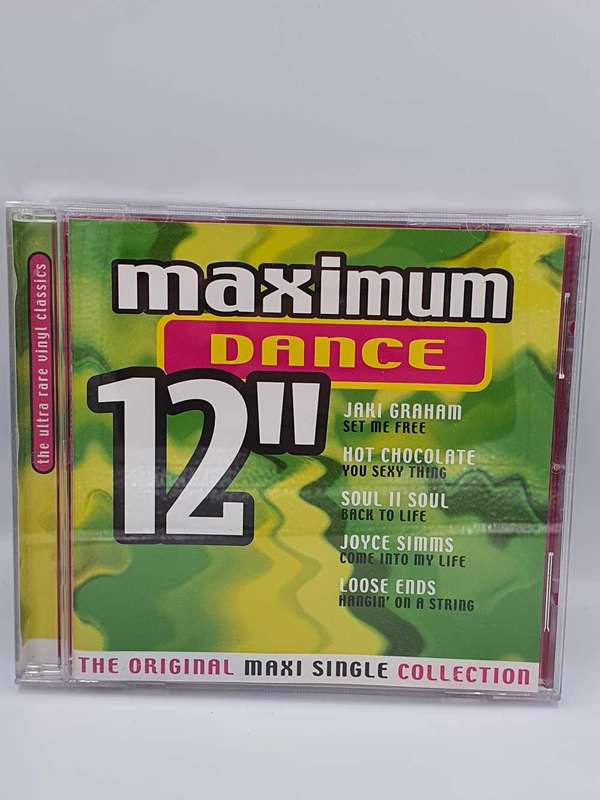 the ultra rare vinyl classics
maximum
DANCE
12"
JAKI GRAHAM
SET ME FREE
HOT CHOCOLATE
YOU SEXY THING
SOUL II SOUL
BACK TO LIFE
JOYCE SIMMS
COME INTO MY LIFE
LOOSE ENDS
HANGIN' ON A STRING
THE ORIGINAL MAXI SINGLE COLLECTION